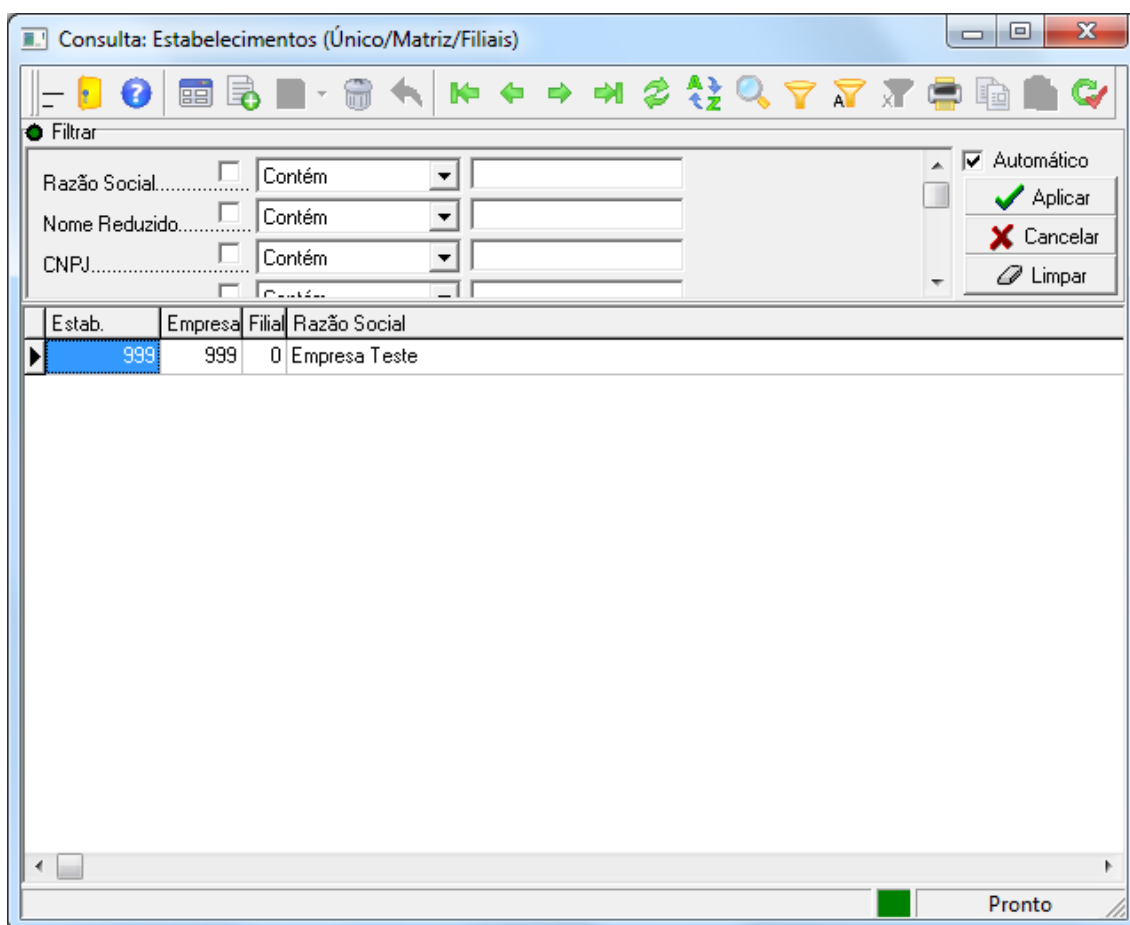 Consulta: Estabelecimentos (Único/Matriz/Filiais)
Filtrar
Razão Social................. Contém
Nome Reduzido............. Contém
CNPJ............................. Contém
Automático
Aplicar
Cancelar
Limpar
Estab. Empresa Filial Razão Social
999 999 0 Empresa Teste
Pronto